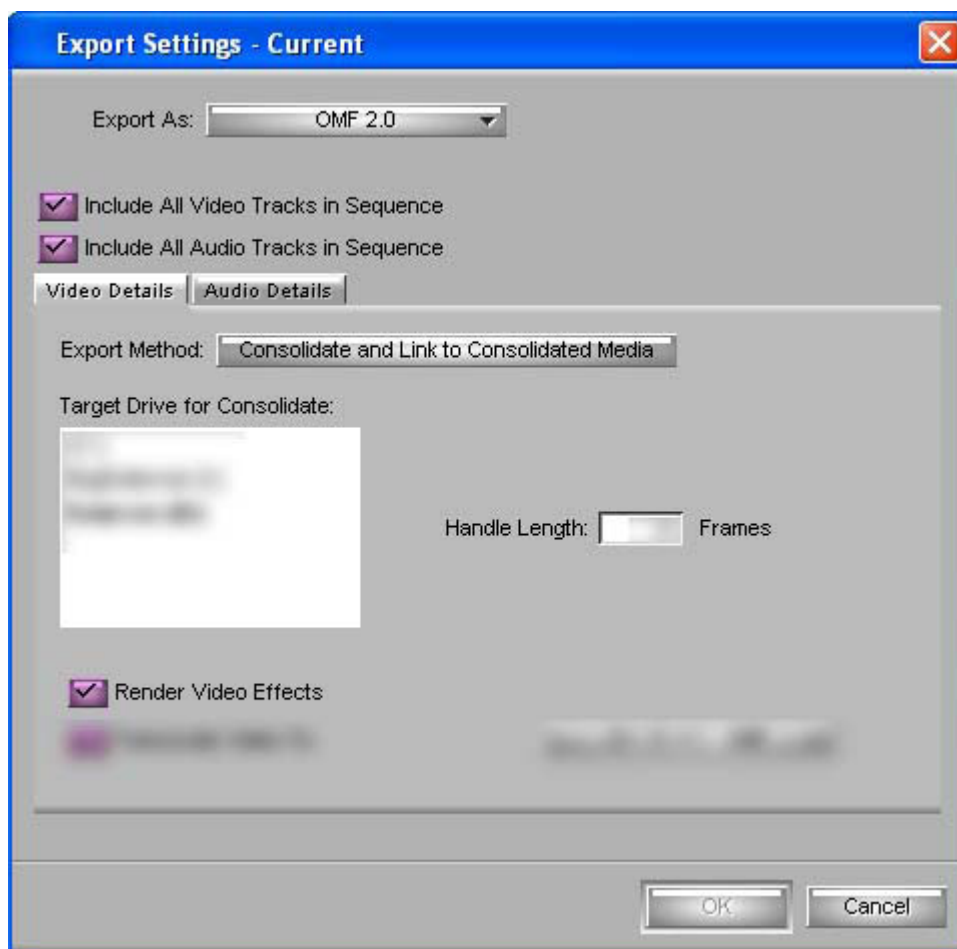 Export Settings - Current
Export As: OMF 2.0
Include All Video Tracks in Sequence
Include All Audio Tracks in Sequence
Video Details Audio Details
Export Method: Consolidate and Link to Consolidated Media
Target Drive for Consolidate:
Handle Length: Frames
Render Video Effects
OK Cancel